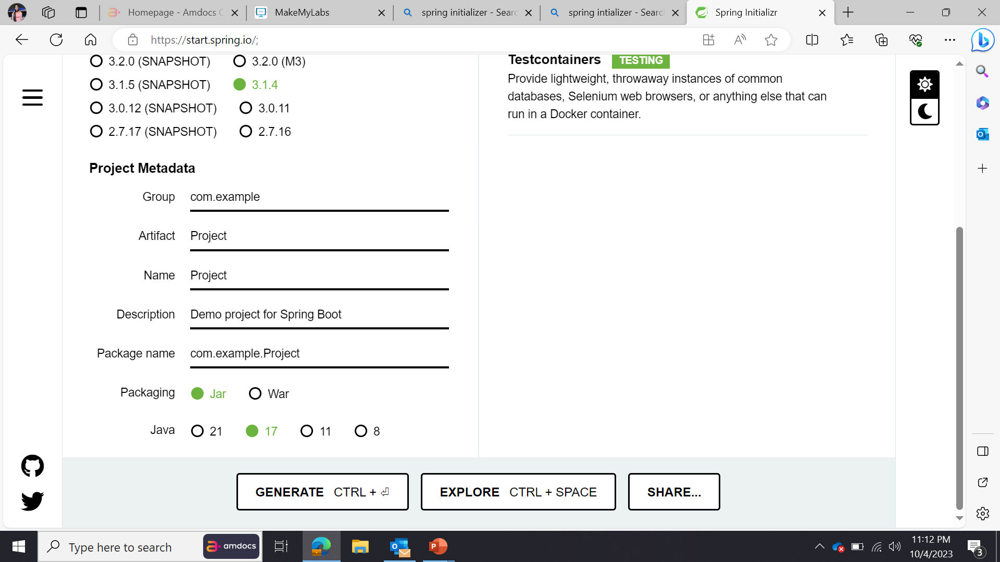 Homepage - Amdocs C
MakeMyLabs
spring initializer - Searc
spring intializer - Search
Spring Initializr
https://start.spring.io/;
3.2.0 (SNAPSHOT) 3.2.0 (M3)
3.1.5 (SNAPSHOT) 3.1.4
3.0.12 (SNAPSHOT) 3.0.11
2.7.17 (SNAPSHOT) 2.7.16
Project Metadata
Group com.example
Artifact Project
Name Project
Description Demo project for Spring Boot
Package name com.example.Project
Packaging Jar War
Java 21 17 11 8
Testcontainers TESTING
Provide lightweight, throwaway instances of common
databases, Selenium web browsers, or anything else that can
run in a Docker container.
GENERATE CTRL + ⏎
EXPLORE CTRL + SPACE
SHARE...
Type here to search
amdocs
11:12 PM
10/4/2023
3